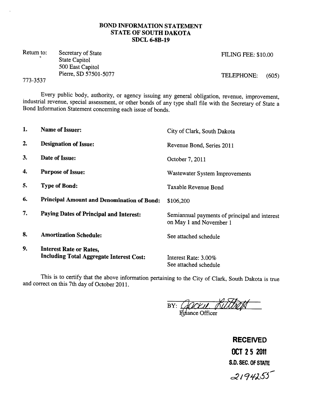 BOND INFORMATION STATEMENT
STATE OF SOUTH DAKOTA
SDCL 6-8B-19
Return to: Secretary of State FILING FEE: $10.00
State Capitol
500 East Capitol
Pierre, SD 57501-5077 TELEPHONE: (605)
773-3537
Every public body, authority, or agency issuing any general obligation, revenue, improvement,
industrial revenue, special assessment, or other bonds of any type shall file with the Secretary of State a
Bond Information Statement concerning each issue of bonds.
1. Name of Issuer: City of Clark, South Dakota
2. Designation of Issue: Revenue Bond, Series 2011
3. Date of Issue: October 7, 2011
4. Purpose of Issue: Wastewater System Improvements
5. Type of Bond: Taxable Revenue Bond
6. Principal Amount and Denomination of Bond: $106,200
7. Paying Dates of Principal and Interest: Semiannual payments of principal and interest
on May 1 and November 1
8. Amortization Schedule: See attached schedule
9. Interest Rate or Rates,
Including Total Aggregate Interest Cost: Interest Rate: 3.00%
See attached schedule
This is to certify that the above information pertaining to the City of Clark, South Dakota is true
and correct on this 7th day of October 2011.
BY:
Finance Officer
RECEIVED
OCT 25 2011
S.D. SEC. OF STATE
2194255